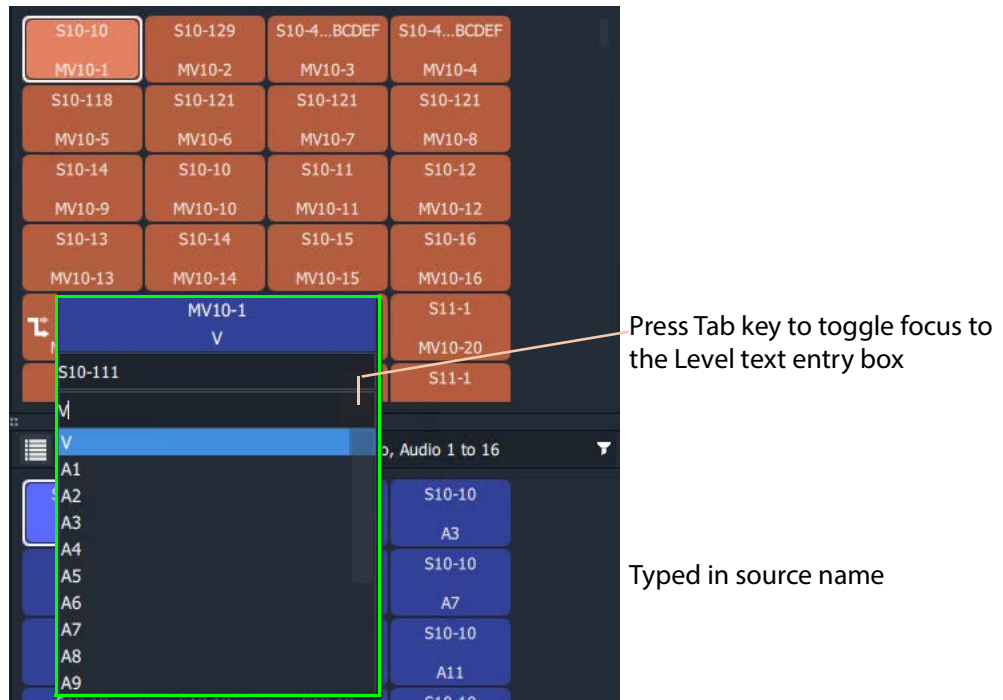 S10-10 S10-129 S10-4...BCDEF S10-4...BCDEF
MV10-1 MV10-2 MV10-3 MV10-4
S10-118 S10-121 S10-121 S10-121
MV10-5 MV10-6 MV10-7 MV10-8
S10-14 S10-10 S10-11 S10-12
MV10-9 MV10-10 MV10-11 MV10-12
S10-13 S10-14 S10-15 S10-16
MV10-13 MV10-14 MV10-15 MV10-16
MV10-1 S11-1
V MV10-20
S10-111 S11-1
V
V , Audio 1 to 16
A1
A2 S10-10
A3 A3
A4
A5 S10-10
A6 A7
A7 S10-10
A8 A11
A9
S10-10
Press Tab key to toggle focus to
the Level text entry box
Typed in source name